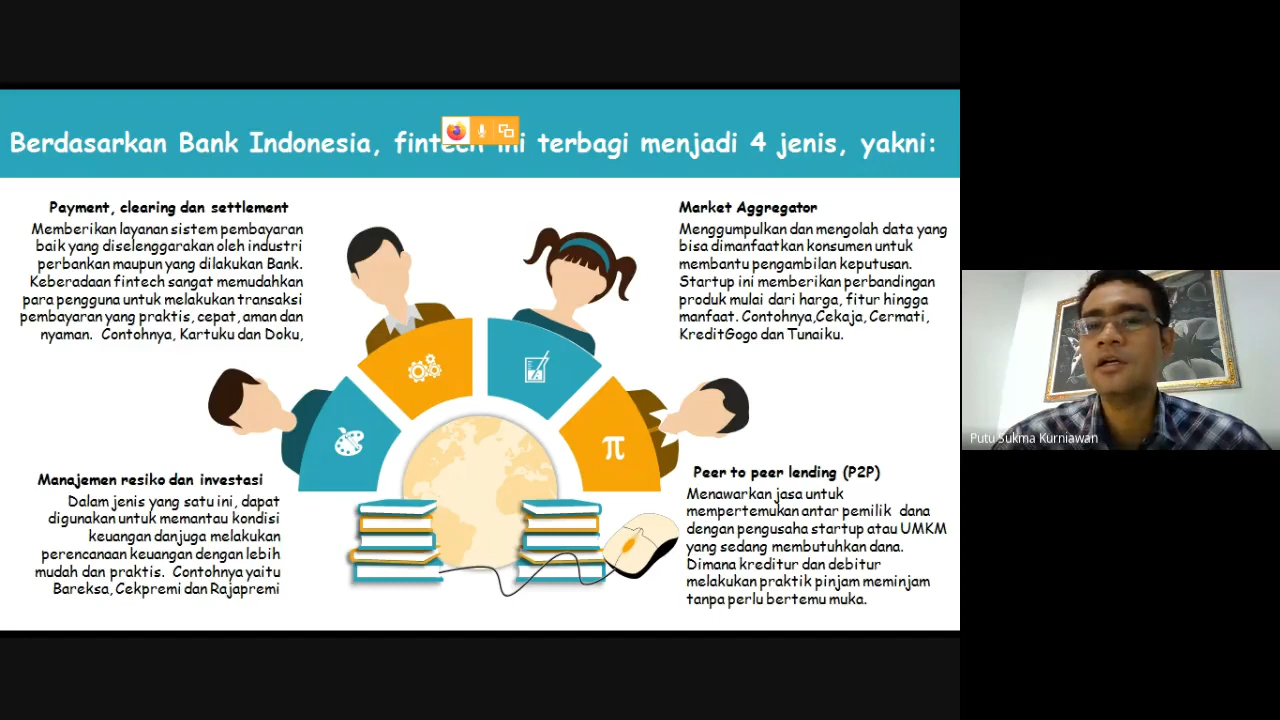 Berdasarkan Bank Indonesia, fintech ini terbagi menjadi 4 jenis, yakni:
Payment, clearing dan settlement
Memberikan layanan sistem pembayaran
baik yang diselenggarakan oleh industri
perbankan maupun yang dilakukan Bank.
Keberadaan fintech sangat memudahkan
para pengguna untuk melakukan transaksi
pembayaran yang praktis, cepat, aman dan
nyaman. Contohnya, Kartuku dan Doku,
Market Aggregator
Menggumpulkan dan mengolah data yang
bisa dimanfaatkan konsumen untuk
membantu pengambilan keputusan.
Startup ini memberikan perbandingan
produk mulai dari harga, fitur hingga
manfaat. Contohnya,Cekaja, Cermati,
KreditGogo dan Tunaiku.
π
Manajemen resiko dan investasi
Dalam jenis yang satu ini, dapat
digunakan untuk memantau kondisi
keuangan danjuga melakukan
perencanaan keuangan dengan lebih
mudah dan praktis. Contohnya yaitu
Bareksa, Cekpremi dan Rajapremi
Peer to peer lending (P2P)
Menawarkan jasa untuk
mempertemukan antar pemilik dana
dengan pengusaha startup atau UMKM
yang sedang membutuhkan dana.
Dimana kreditur dan debitur
melakukan praktik pinjam meminjam
tanpa perlu bertemu muka.
Putu Sukma Kurniawan